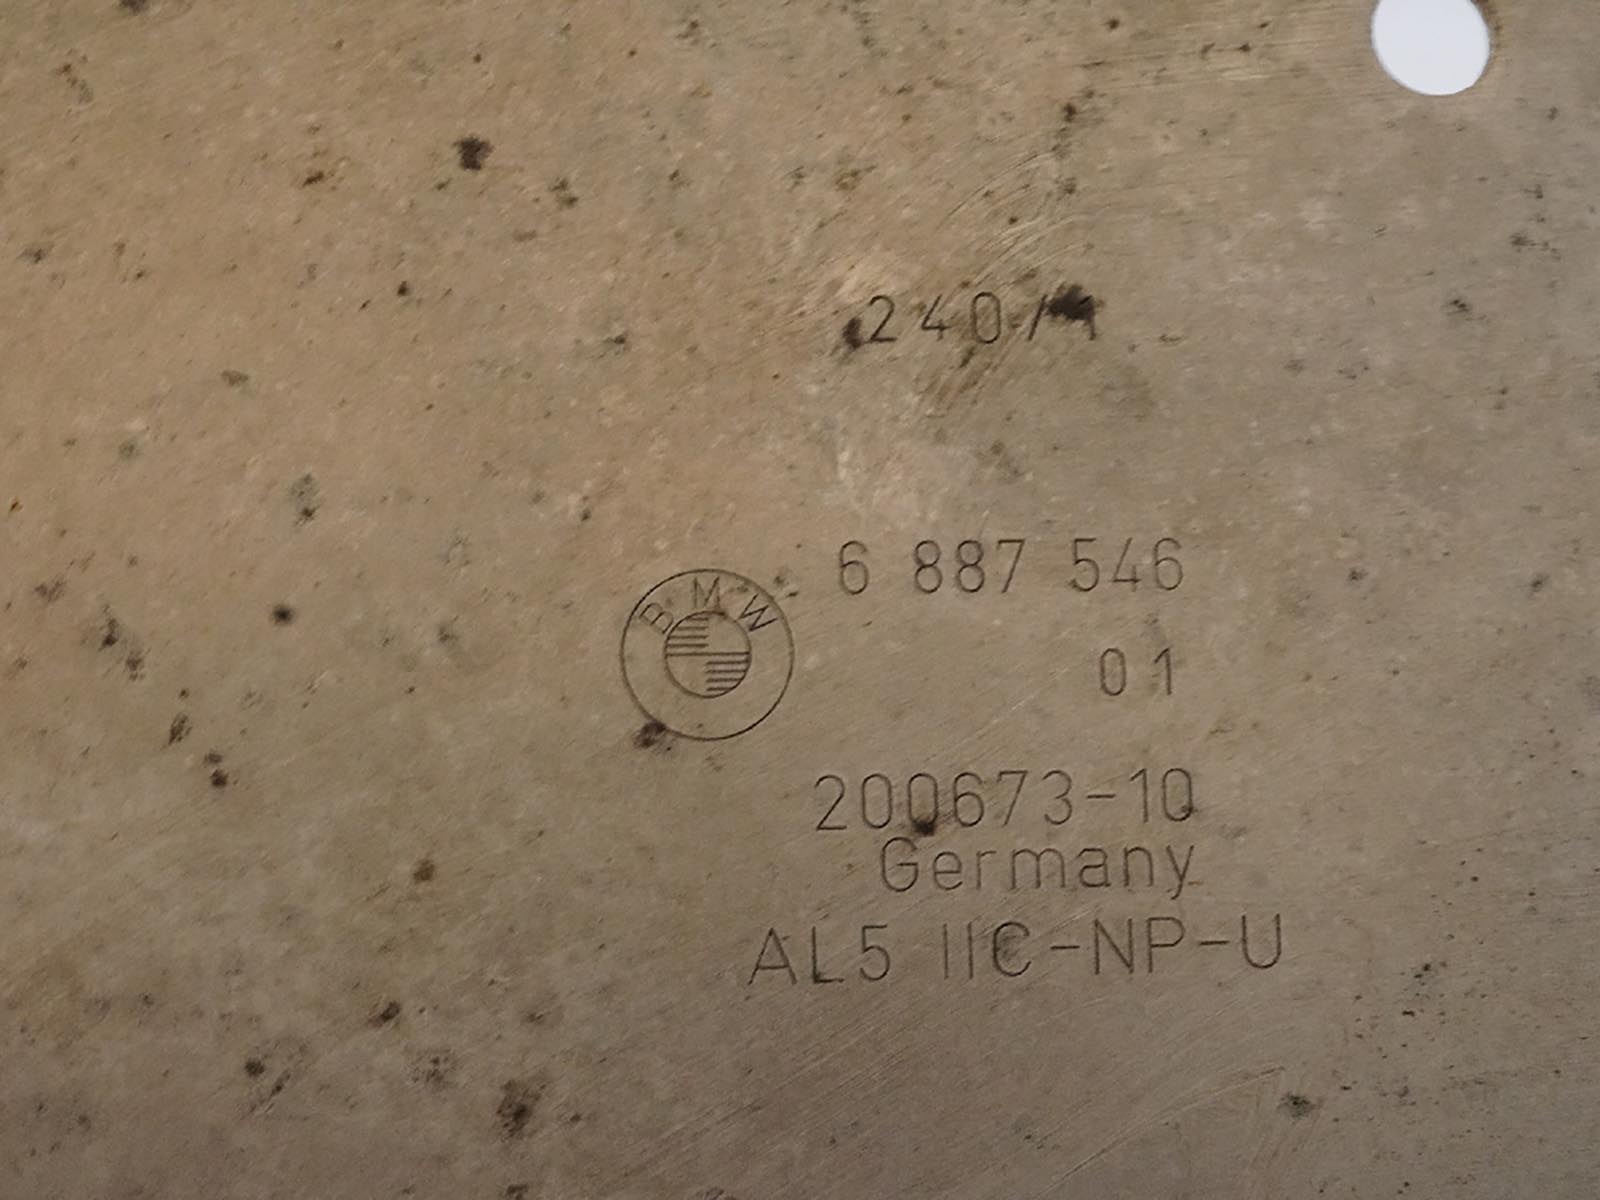 240/1
6 887 546
BMW
01
200673-10
Germany
AL5 IIC-NP-U